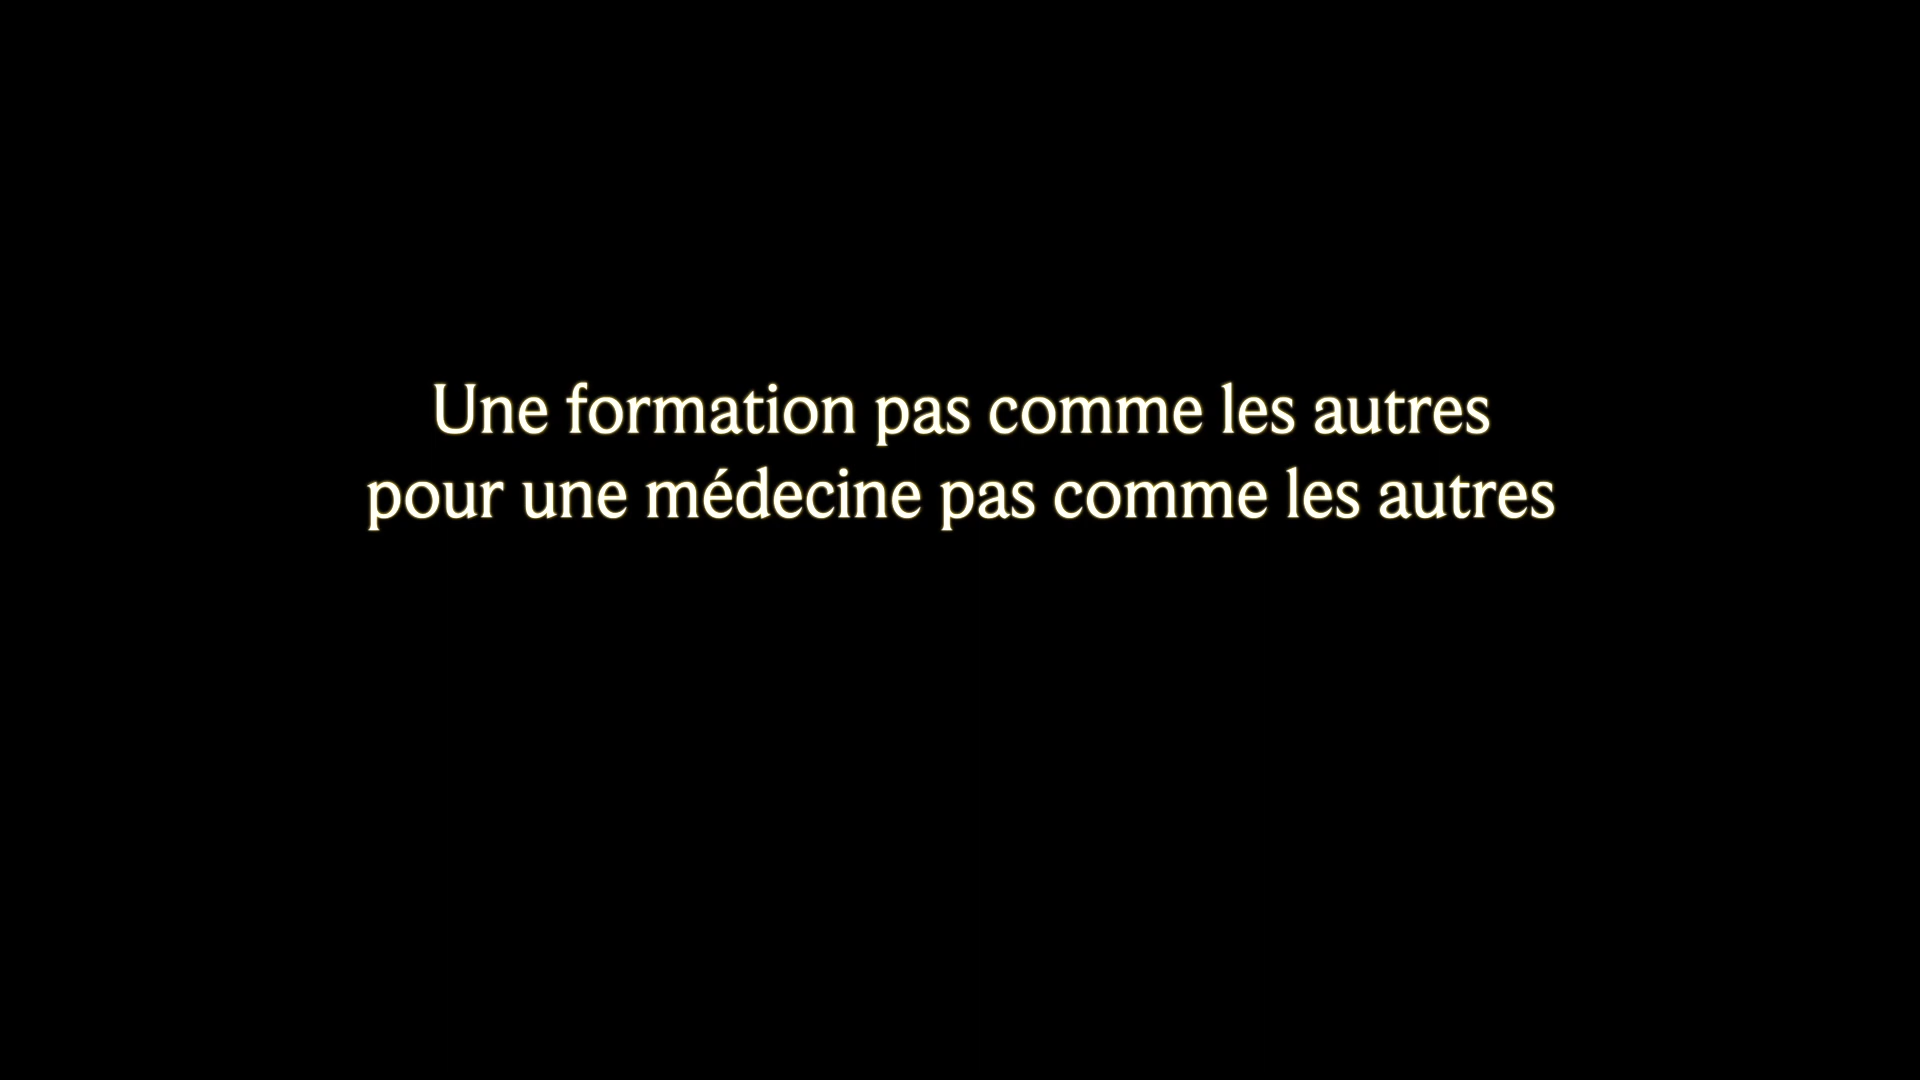 Une formation pas comme les autres
pour une médecine pas comme les autres